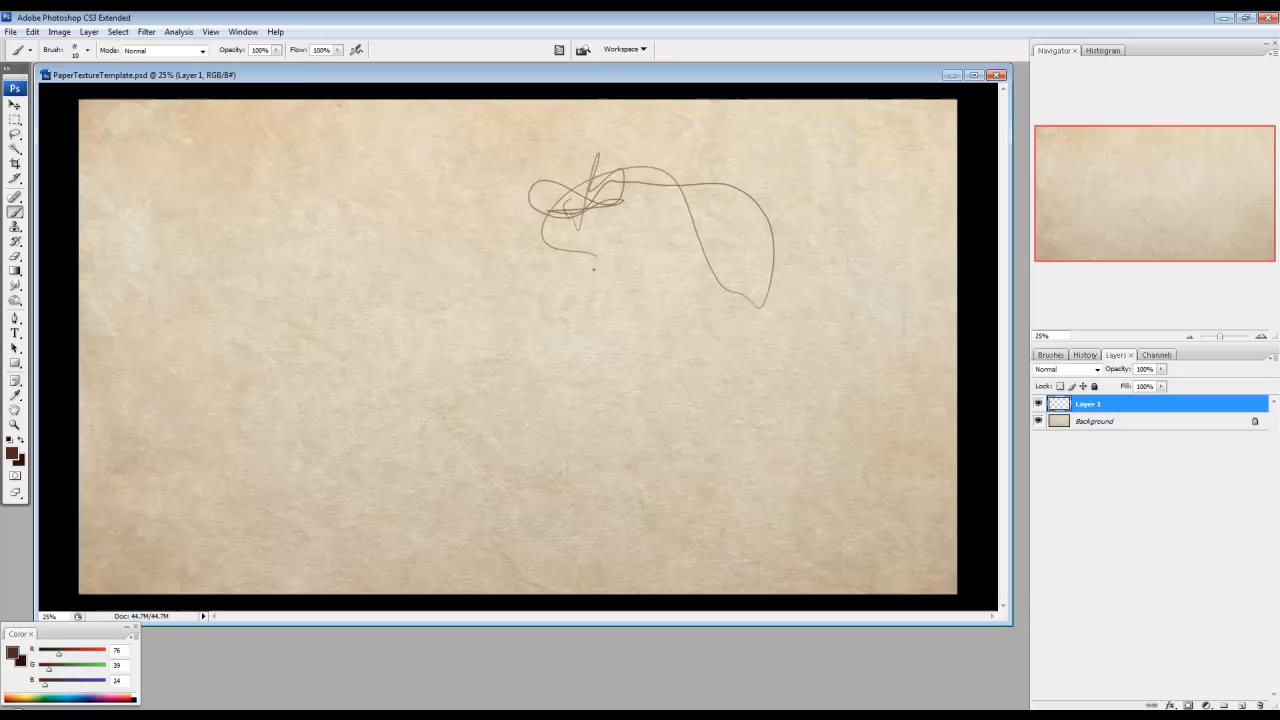 Adobe Photoshop CS3 Extended
File Edit Image Layer Select Filter Analysis View Window Help
Brush: 10 Mode: Normal Opacity: 100% Flow: 100% Workspace
PaperTextureTemplate.psd @ 25% (Layer 1, RGB/8#)
Ps
T
25% Doc: 44.7M/44.7M
Color
R 76
G 39
B 24
Navigator Histogram
25%
Brushes History Layers Channels
Normal Opacity: 100%
Lock: Fill: 100%
Layer 1
Background